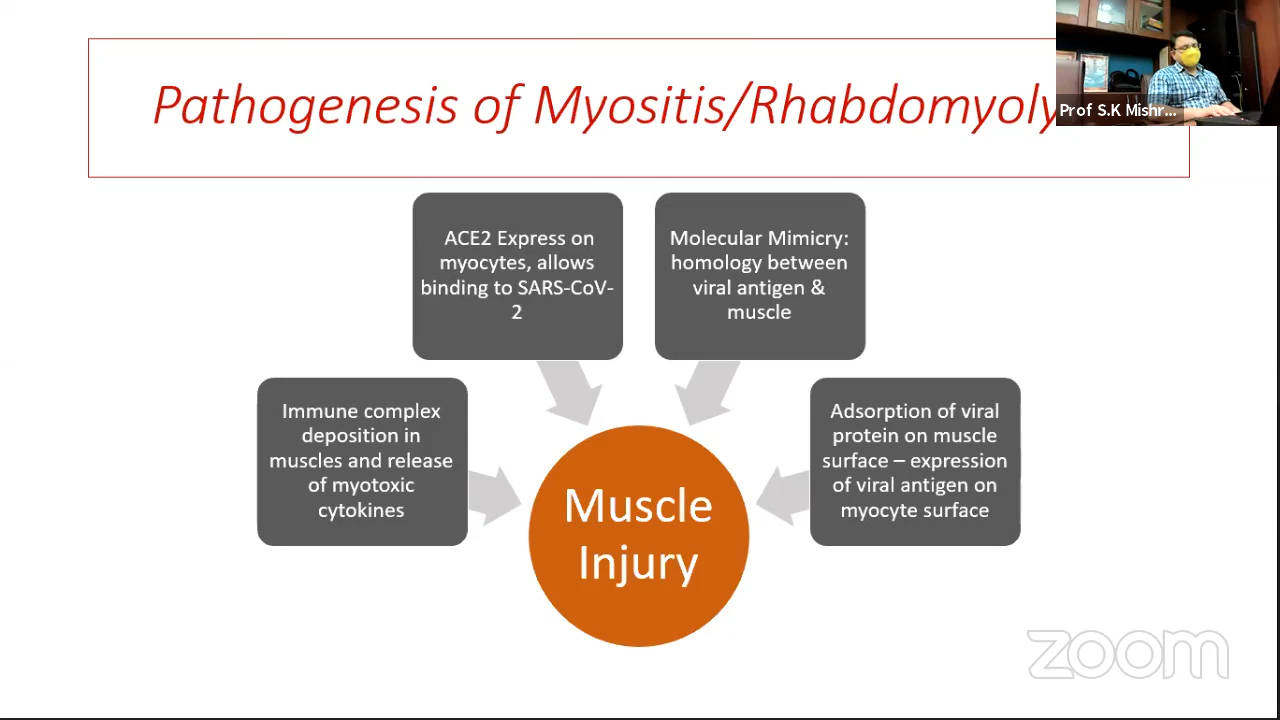 Pathogenesis of Myositis/Rhabdomyoly
Prof S.K Mishr...
ACE2 Express on
myocytes, allows
binding to SARS-CoV-
2
Molecular Mimicry:
homology between
viral antigen &
muscle
Immune complex
deposition in
muscles and release
of myotoxic
cytokines
Adsorption of viral
protein on muscle
surface – expression
of viral antigen on
myocyte surface
Muscle
Injury
zoom